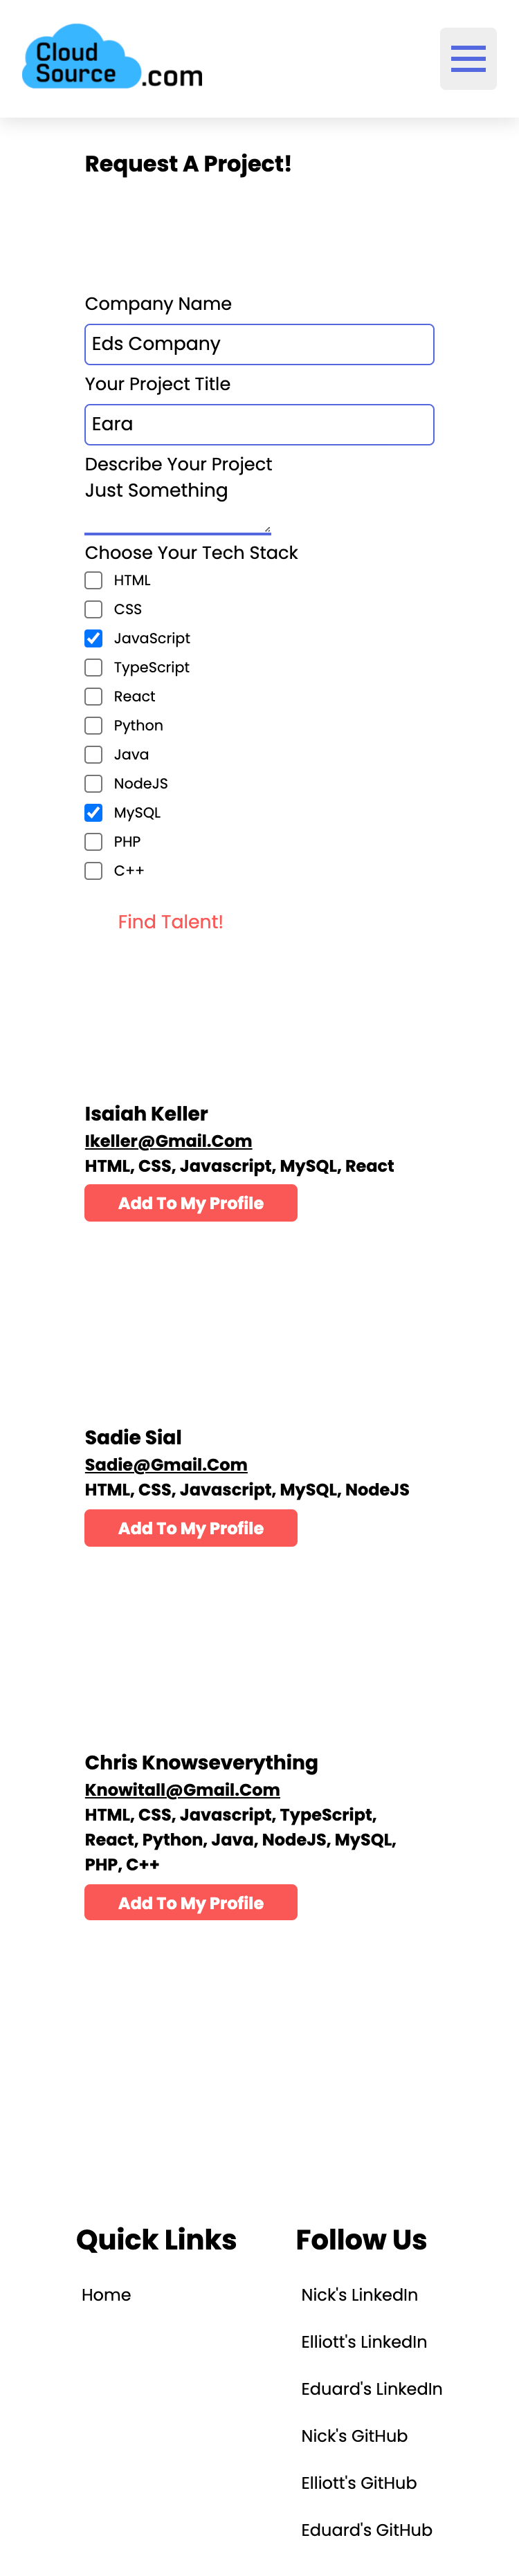 Cloud
Source.com
Request A Project!
Company Name
Eds Company
Your Project Title
Eara
Describe Your Project
Just Something
Choose Your Tech Stack
HTML
CSS
JavaScript
TypeScript
React
Python
Java
NodeJS
MySQL
PHP
C++
Find Talent!
Isaiah Keller
Ikeller@Gmail.Com
HTML, CSS, Javascript, MySQL, React
Add To My Profile
Sadie Sial
Sadie@Gmail.Com
HTML, CSS, Javascript, MySQL, NodeJS
Add To My Profile
Chris Knowseverything
Knowitall@Gmail.Com
HTML, CSS, Javascript, TypeScript,
React, Python, Java, NodeJS, MySQL,
PHP, C++
Add To My Profile
Quick Links
Home
Follow Us
Nick's LinkedIn
Elliott's LinkedIn
Eduard's LinkedIn
Nick's GitHub
Elliott's GitHub
Eduard's GitHub